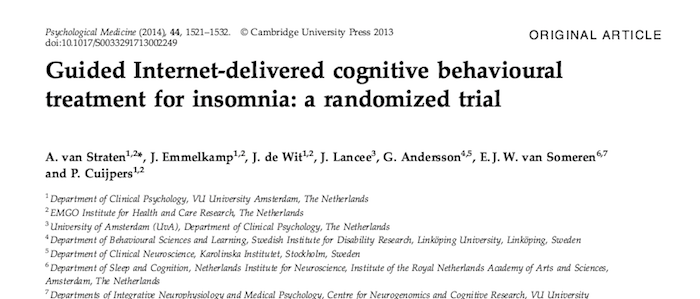 Psychological Medicine (2014), 44, 1521–1532. © Cambridge University Press 2013
doi:10.1017/S0033291713002249
ORIGINAL ARTICLE
Guided Internet-delivered cognitive behavioural
treatment for insomnia: a randomized trial
A. van Straten1,2*, J. Emmelkamp1,2, J. de Wit1,2, J. Lancee3, G. Andersson4,5, E. J. W. van Someren6,7
and P. Cuijpers1,2
1 Department of Clinical Psychology, VU University Amsterdam, The Netherlands
2 EMGO Institute for Health and Care Research, The Netherlands
3 University of Amsterdam (UvA), Department of Clinical Psychology, The Netherlands
4 Department of Behavioural Sciences and Learning, Swedish Institute for Disability Research, Linköping University, Linköping, Sweden
5 Department of Clinical Neuroscience, Karolinska Institutet, Stockholm, Sweden
6 Department of Sleep and Cognition, Netherlands Institute for Neuroscience, Institute of the Royal Netherlands Academy of Arts and Sciences,
Amsterdam, The Netherlands
7 Departments of Integrative Neurophysiology and Medical Psychology, Centre for Neurogenomics and Cognitive Research, VU University